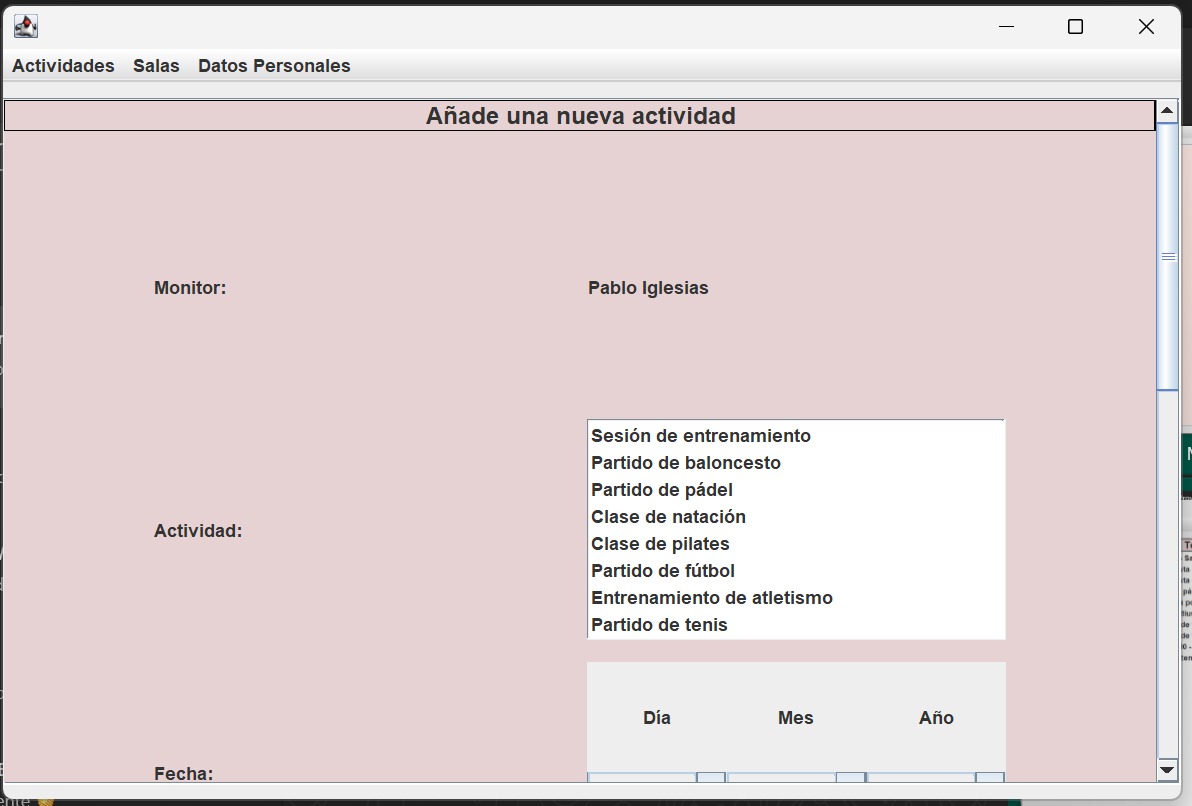 Actividades Salas Datos Personales
Añade una nueva actividad
Monitor: Pablo Iglesias
Actividad:
Sesión de entrenamiento
Partido de baloncesto
Partido de pádel
Clase de natación
Clase de pilates
Partido de fútbol
Entrenamiento de atletismo
Partido de tenis
Día Mes Año
Fecha: